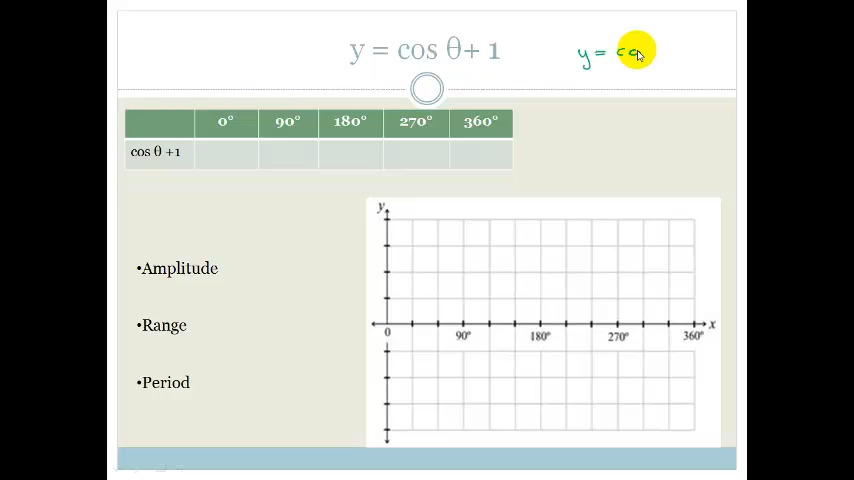 y = cos θ+ 1
y = co
0° 90° 180° 270° 360°
cos θ +1
•Amplitude
•Range
•Period
y
0 90° 180° 270° 360° x